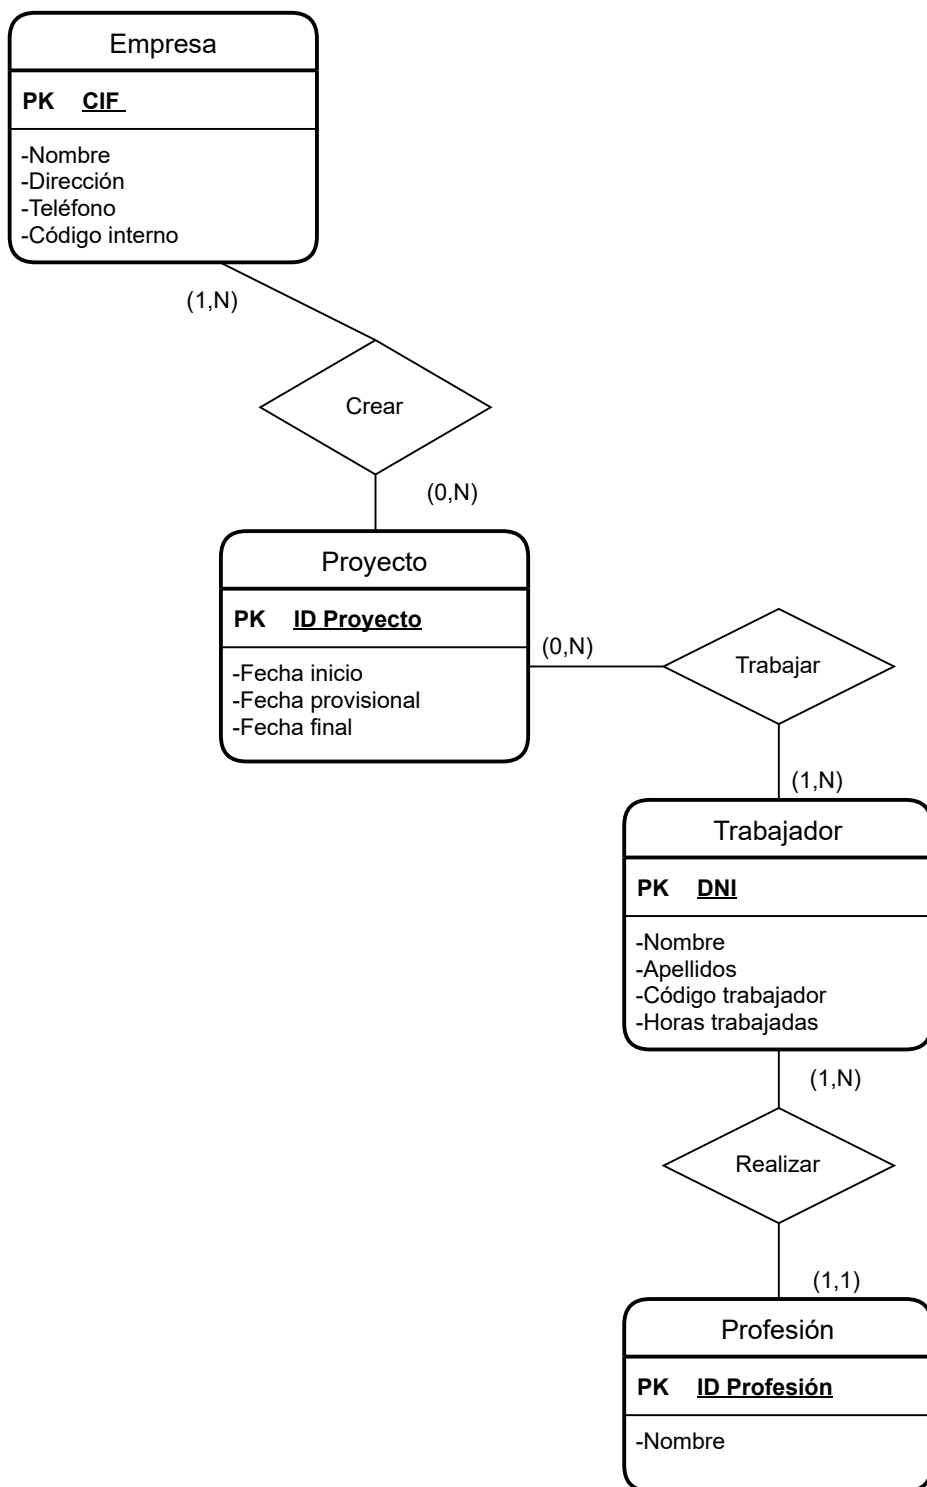 Empresa
PK CIF
-Nombre
-Dirección
-Teléfono
-Código interno
(1,N)
Crear
(0,N)
Proyecto
PK ID Proyecto
-Fecha inicio
-Fecha provisional
-Fecha final
(0,N)
Trabajar
(1,N)
Trabajador
PK DNI
-Nombre
-Apellidos
-Código trabajador
-Horas trabajadas
(1,N)
Realizar
(1,1)
Profesión
PK ID Profesión
-Nombre